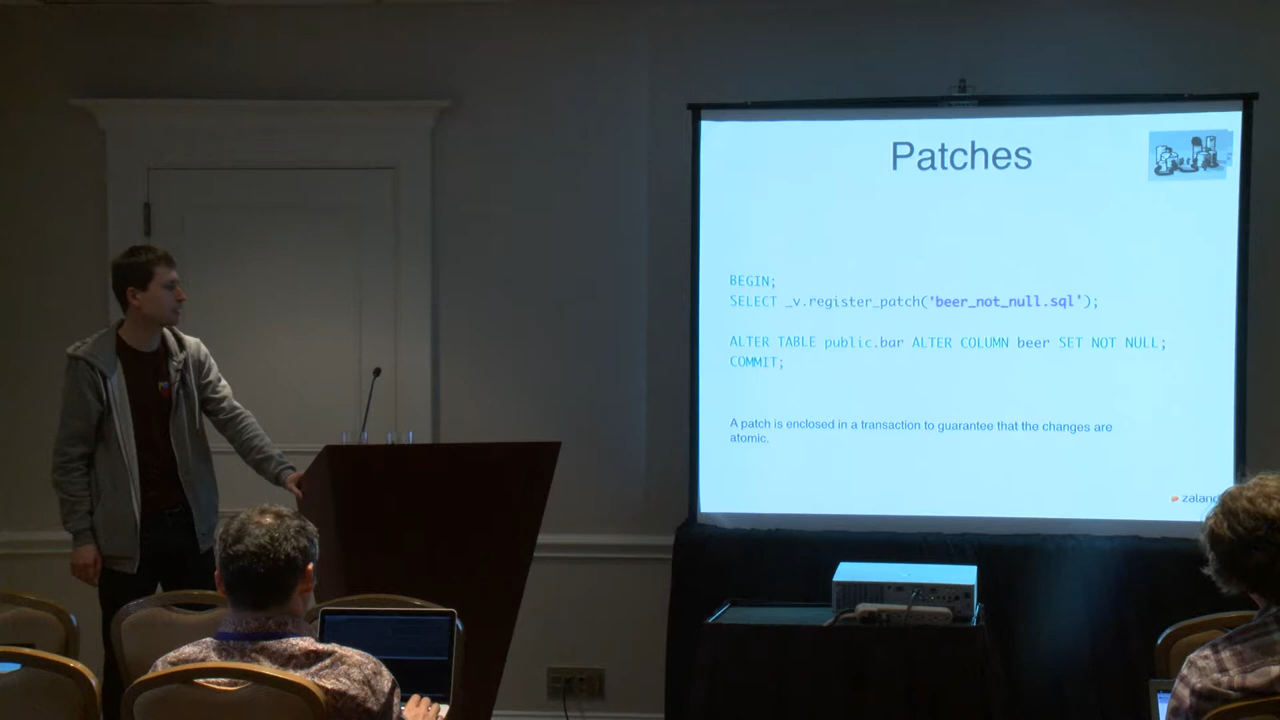 Patches
BEGIN;
SELECT _v.register_patch('beer_not_null.sql');
ALTER TABLE public.bar ALTER COLUMN beer SET NOT NULL;
COMMIT;
A patch is enclosed in a transaction to guarantee that the changes are
atomic.
zaland